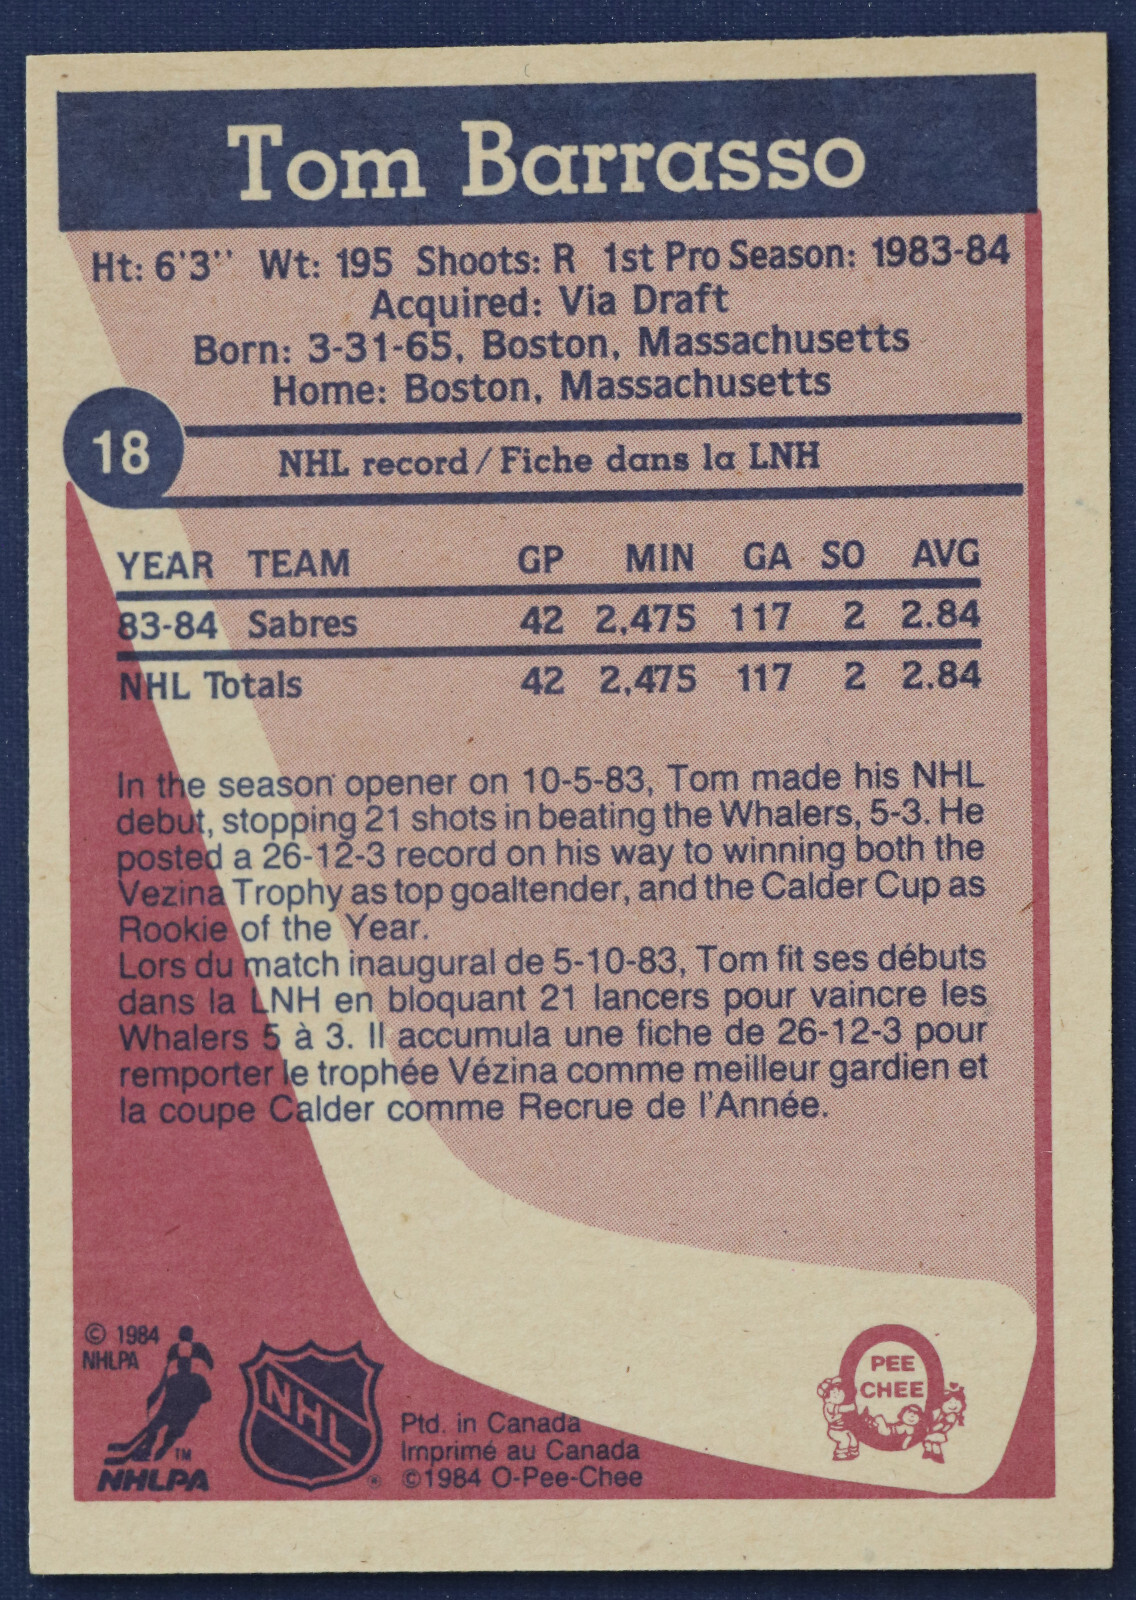 Tom Barrasso
Ht: 6'3'' Wt: 195 Shoots: R 1st Pro Season: 1983-84
Acquired: Via Draft
Born: 3-31-65, Boston, Massachusetts
Home: Boston, Massachusetts
18
NHL record / Fiche dans la LNH
YEAR TEAM GP MIN GA SO AVG
83-84 Sabres 42 2,475 117 2 2.84
NHL Totals 42 2,475 117 2 2.84
In the season opener on 10-5-83, Tom made his NHL
debut, stopping 21 shots in beating the Whalers, 5-3. He
posted a 26-12-3 record on his way to winning both the
Vezina Trophy as top goaltender, and the Calder Cup as
Rookie of the Year.
Lors du match inaugural de 5-10-83, Tom fit ses débuts
dans la LNH en bloquant 21 lancers pour vaincre les
Whalers 5 à 3. Il accumula une fiche de 26-12-3 pour
remporter le trophée Vézina comme meilleur gardien et
la coupe Calder comme Recrue de l'Année.
© 1984
NHLPA
TM
NHLPA
NHL
Ptd. in Canada
Imprimé au Canada
©1984 O-Pee-Chee
PEE
CHEE